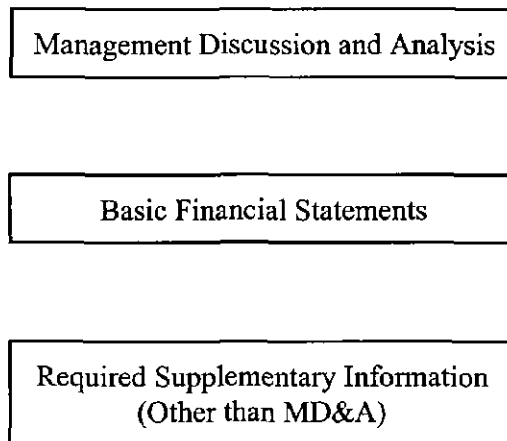 Management Discussion and Analysis
Basic Financial Statements
Required Supplementary Information
(Other than MD&A)